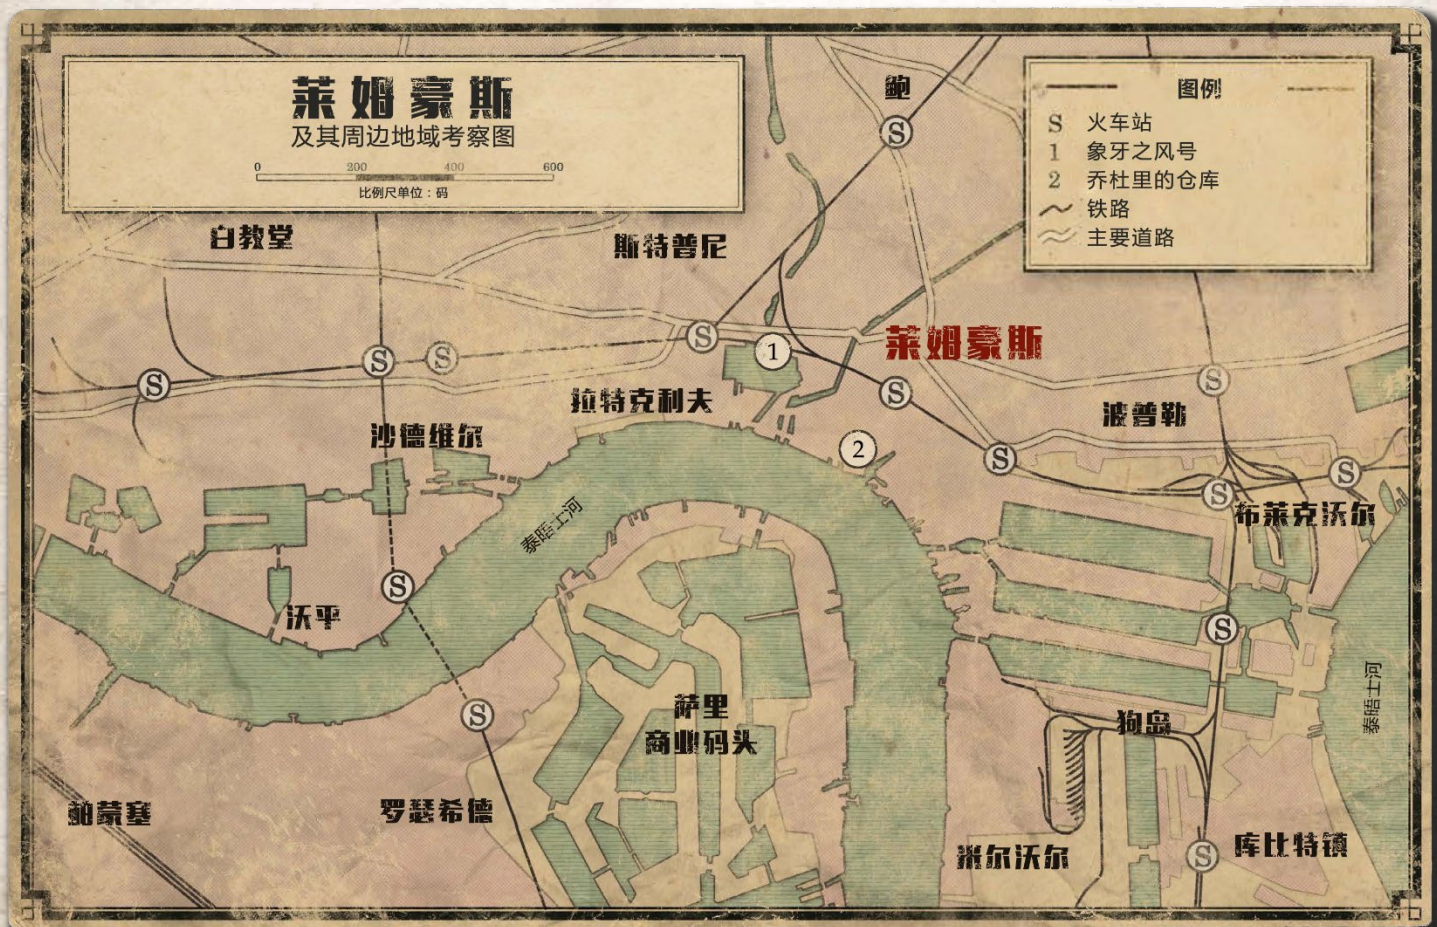 莱姆豪斯
及其周边地域考察图
0 200 400 600
比例尺单位：码
图例
S 火车站
1 象牙之风号
2 乔杜里的仓库
铁路
主要道路
鲍
S
白教堂
斯特普尼
莱姆豪斯
S
1
S
S
S
S
S
拉特克利夫
波普勒
沙德维尔
2
S
S
S
布莱克沃尔
泰晤士河
S
沃平
S
泰晤士河
S
萨里
商业码头
狗岛
帕蒙塞
罗瑟希德
米尔沃尔
S
库比特镇